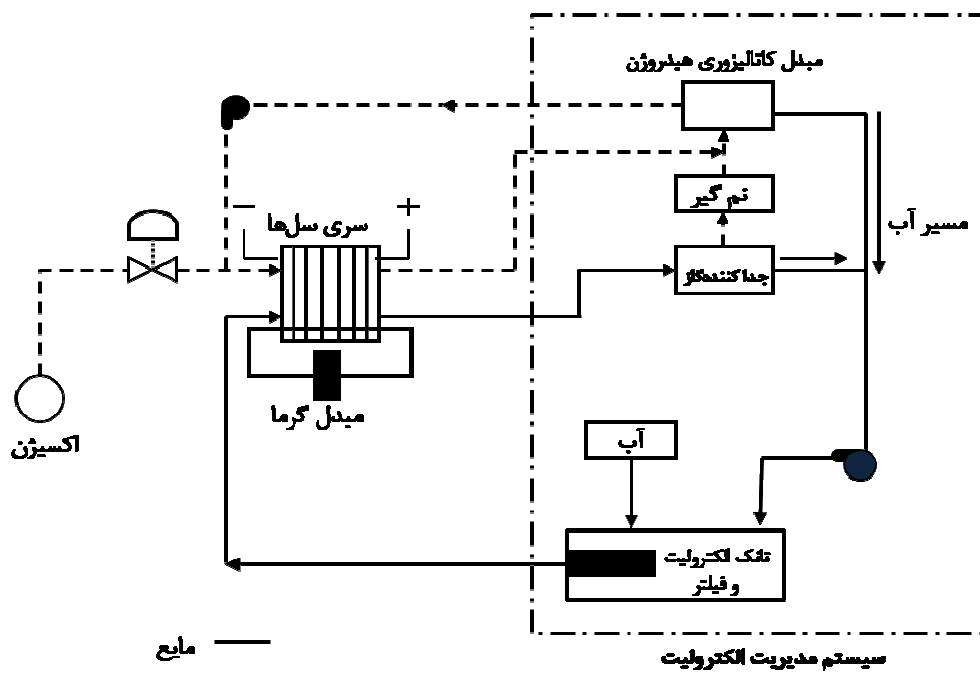 مبدل کاتالیزوری هیدروژن
نم گیر
مسیر آب
سری سل‌ها
− +
جداکننده‌گاز
مبدل گرما
اکسیژن
آب
تانک الکترولیت
و فیلتر
مایع
سیستم مدیریت الکترولیت